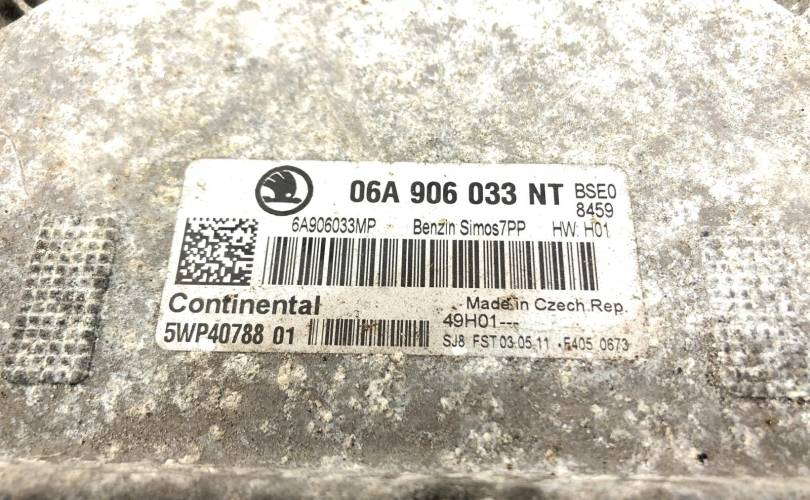 06A 906 033 NT BSE0
8459
6A906033MP Benzin Simos7PP HW: H01
Continental Made in Czech.Rep.
49H01---
5WP40788 01 SJ8 FST 03.05.11 ·E405 0673